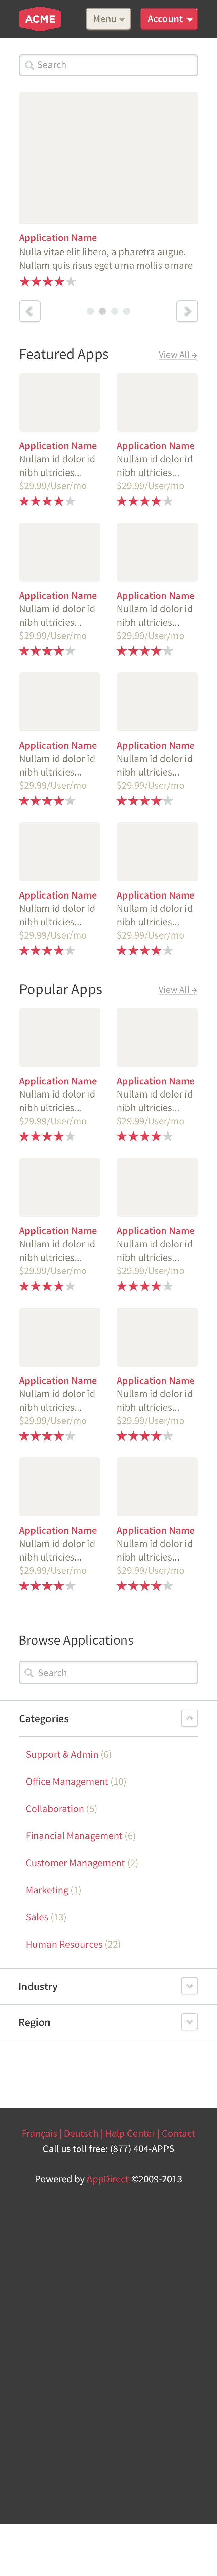 ACME Menu Account
Search
Application Name
Nulla vitae elit libero, a pharetra augue.
Nullam quis risus eget urna mollis ornare
Featured Apps View All →
Application Name Application Name
Nullam id dolor id Nullam id dolor id
nibh ultricies... nibh ultricies...
$29.99/User/mo $29.99/User/mo
Application Name Application Name
Nullam id dolor id Nullam id dolor id
nibh ultricies... nibh ultricies...
$29.99/User/mo $29.99/User/mo
Application Name Application Name
Nullam id dolor id Nullam id dolor id
nibh ultricies... nibh ultricies...
$29.99/User/mo $29.99/User/mo
Application Name Application Name
Nullam id dolor id Nullam id dolor id
nibh ultricies... nibh ultricies...
$29.99/User/mo $29.99/User/mo
Popular Apps View All →
Application Name Application Name
Nullam id dolor id Nullam id dolor id
nibh ultricies... nibh ultricies...
$29.99/User/mo $29.99/User/mo
Application Name Application Name
Nullam id dolor id Nullam id dolor id
nibh ultricies... nibh ultricies...
$29.99/User/mo $29.99/User/mo
Application Name Application Name
Nullam id dolor id Nullam id dolor id
nibh ultricies... nibh ultricies...
$29.99/User/mo $29.99/User/mo
Application Name Application Name
Nullam id dolor id Nullam id dolor id
nibh ultricies... nibh ultricies...
$29.99/User/mo $29.99/User/mo
Browse Applications
Search
Categories
Support & Admin (6)
Office Management (10)
Collaboration (5)
Financial Management (6)
Customer Management (2)
Marketing (1)
Sales (13)
Human Resources (22)
Industry
Region
Français | Deutsch | Help Center | Contact
Call us toll free: (877) 404-APPS
Powered by AppDirect ©2009-2013